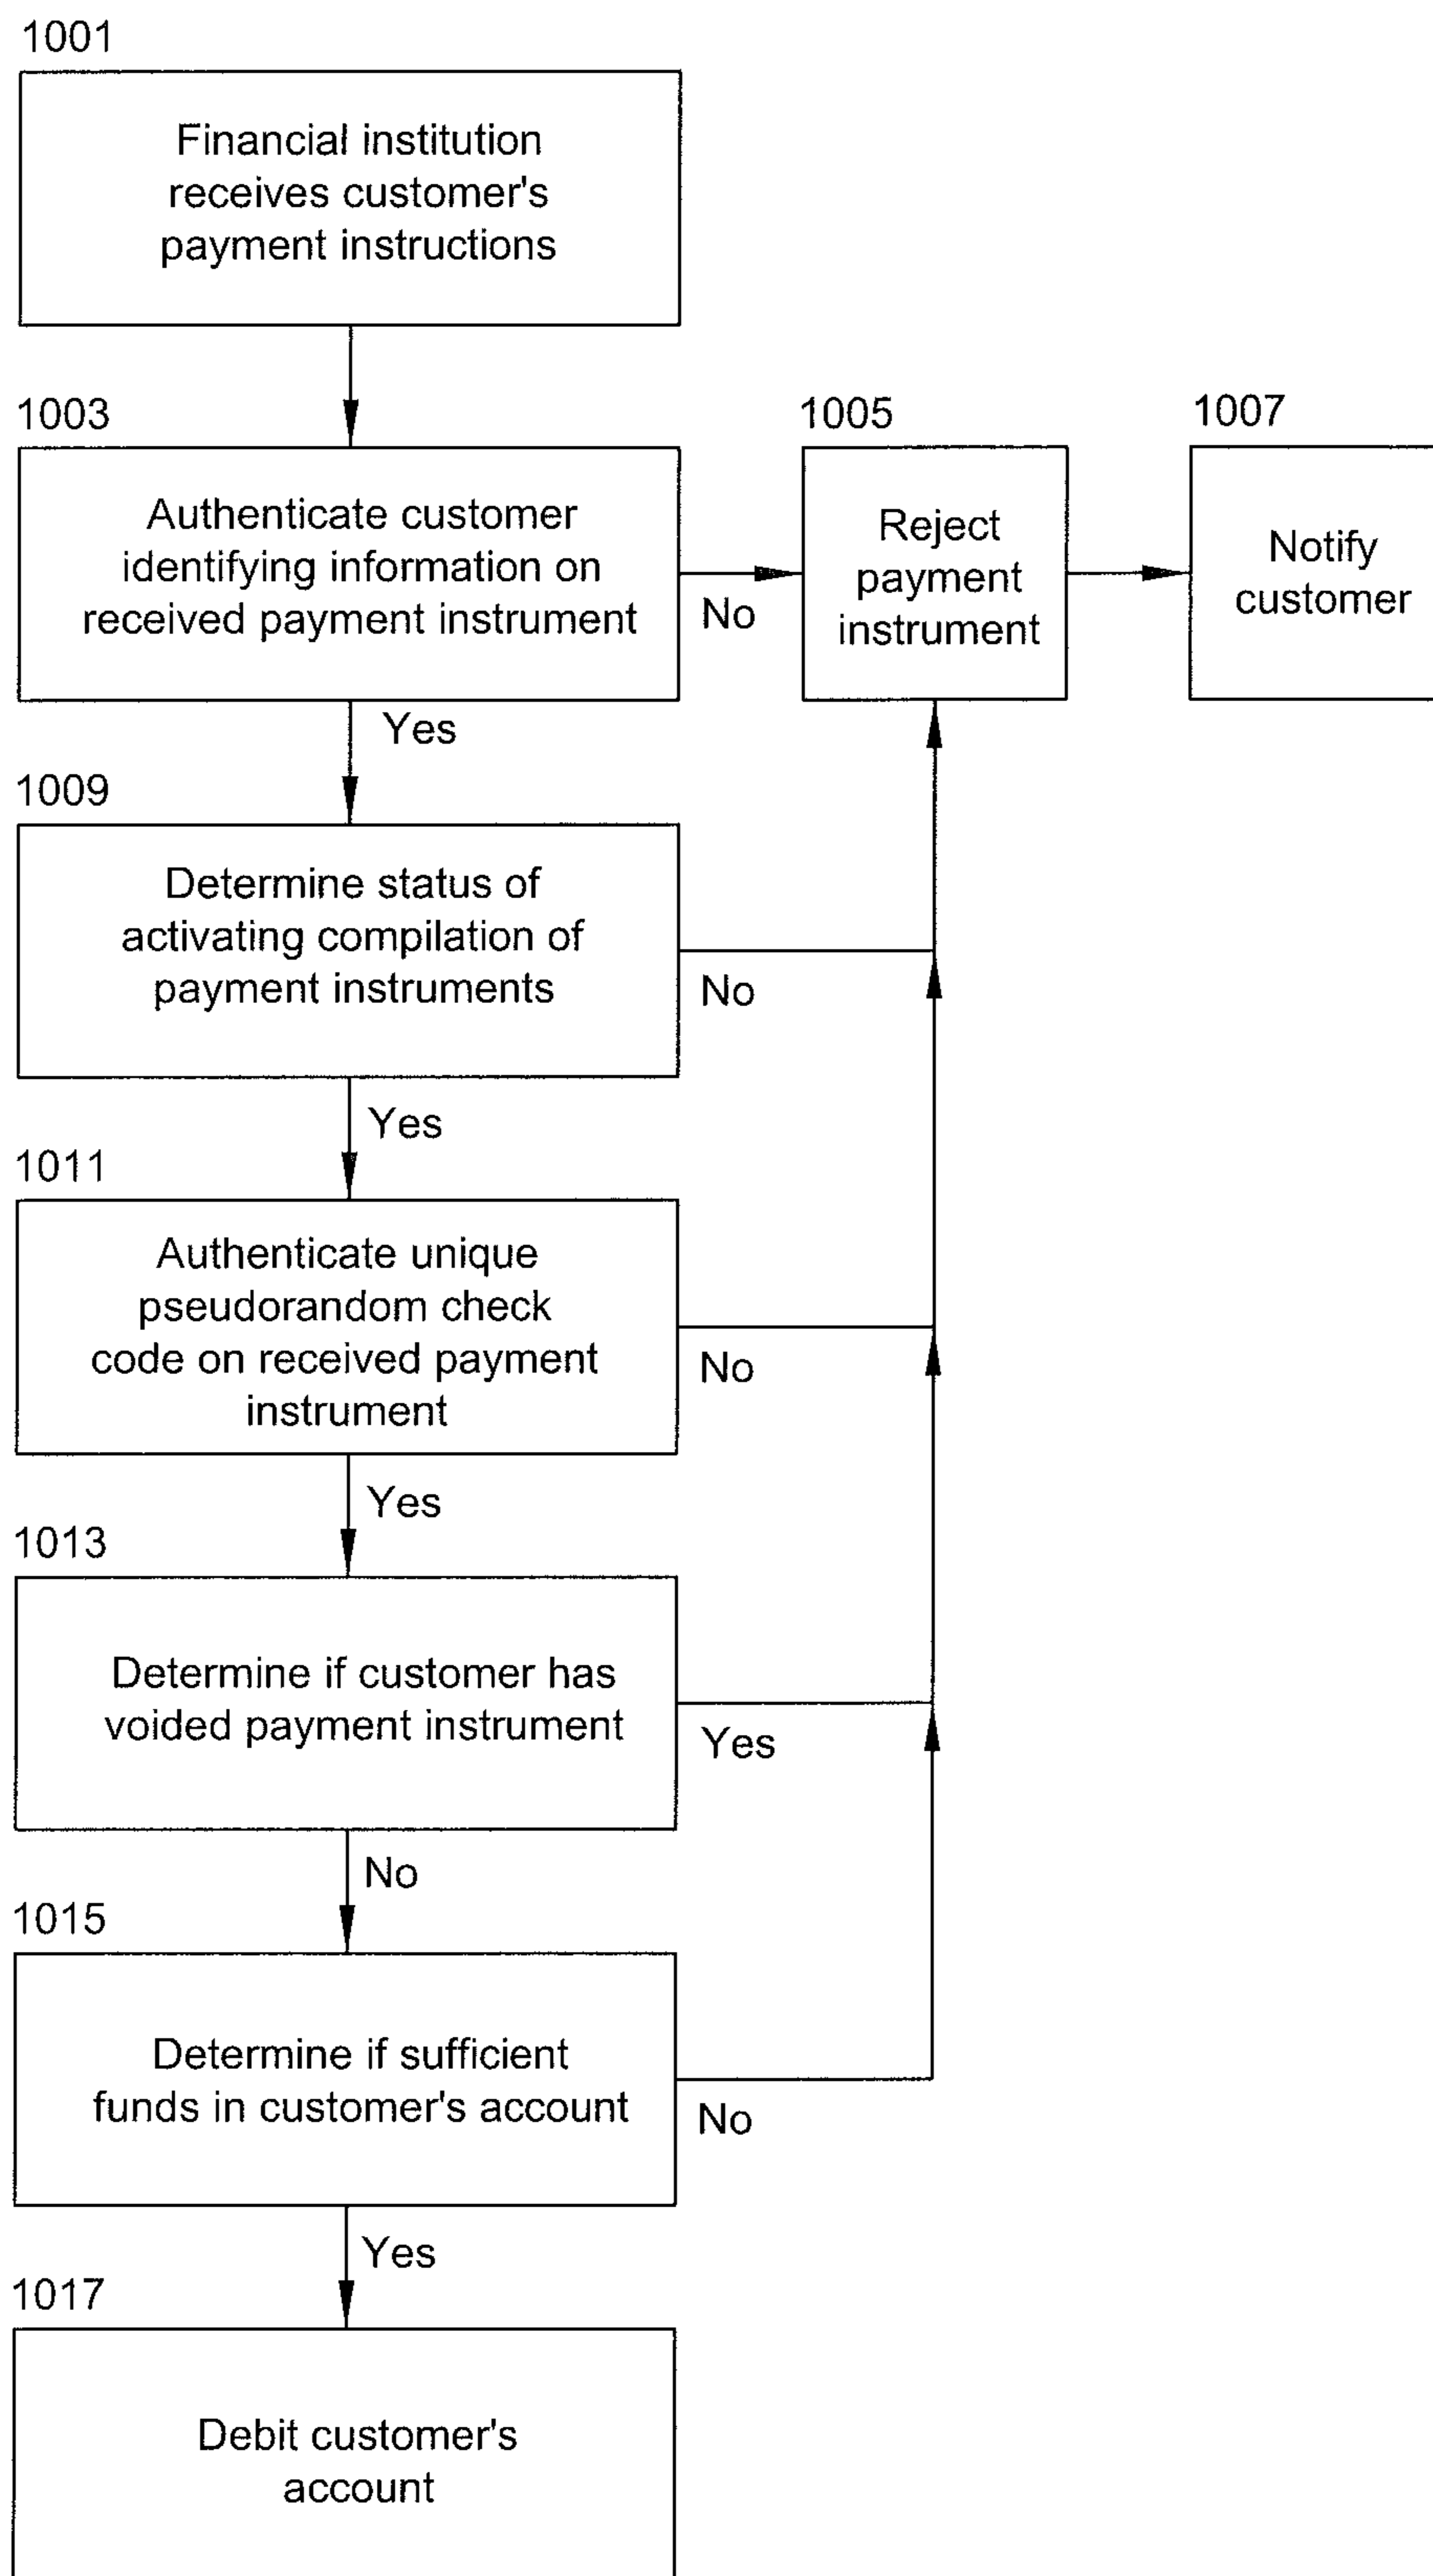 1001
Financial institution
receives customer's
payment instructions
1003
Authenticate customer
identifying information on
received payment instrument
No
1005
Reject
payment
instrument
1007
Notify
customer
Yes
1009
Determine status of
activating compilation of
payment instruments
No
Yes
1011
Authenticate unique
pseudorandom check
code on received payment
instrument
No
Yes
1013
Determine if customer has
voided payment instrument
Yes
No
1015
Determine if sufficient
funds in customer's account
No
Yes
1017
Debit customer's
account